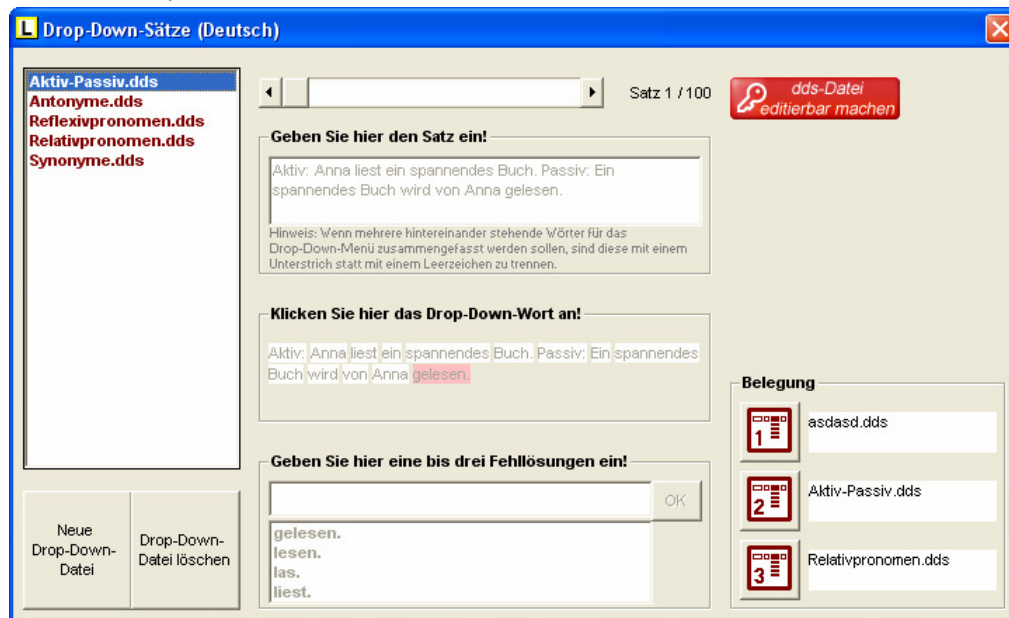 L Drop-Down-Sätze (Deutsch)
Aktiv-Passiv.dds
Antonyme.dds
Reflexivpronomen.dds
Relativpronomen.dds
Synonyme.dds
Neue
Drop-Down-
Datei
Drop-Down-
Datei löschen
Satz 1 / 100
Geben Sie hier den Satz ein!
Aktiv: Anna liest ein spannendes Buch. Passiv: Ein
spannendes Buch wird von Anna gelesen.
Hinweis: Wenn mehrere hintereinander stehende Wörter für das
Drop-Down-Menü zusammengefasst werden sollen, sind diese mit einem
Unterstrich statt mit einem Leerzeichen zu trennen.
Klicken Sie hier das Drop-Down-Wort an!
Aktiv: Anna liest ein spannendes Buch. Passiv: Ein spannendes
Buch wird von Anna gelesen.
Geben Sie hier eine bis drei Fehllösungen ein!
OK
gelesen.
lesen.
las.
liest.
dds-Datei
editierbar machen
Belegung
1 asdasd.dds
2 Aktiv-Passiv.dds
3 Relativpronomen.dds